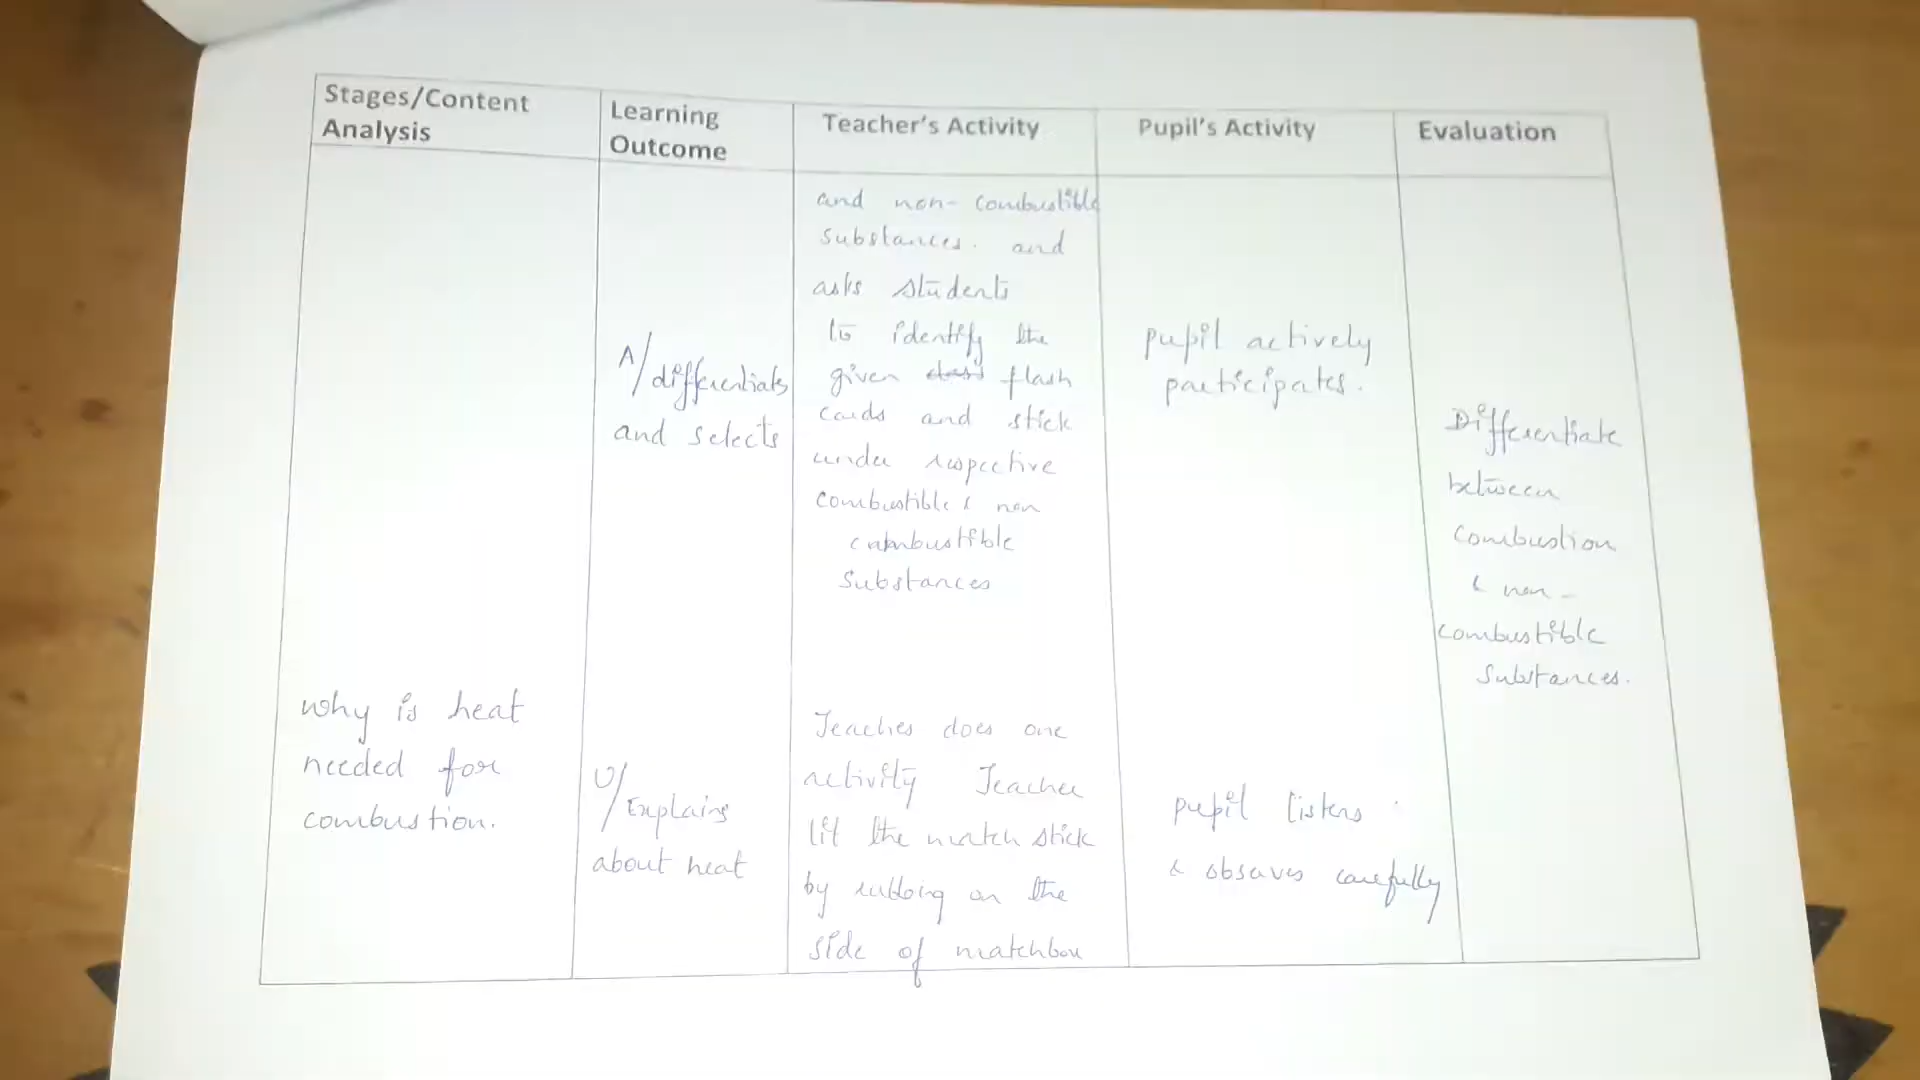 Stages/Content
Analysis
Learning
Outcome
Teacher's Activity
Pupil's Activity
Evaluation
and non-combustible
substances. and
asks students
to identify the
given flash
cards and stick
under respective
combustible & non
combustible
substances
A/differentiates
and selects
pupil actively
participates.
Differentiate
between
combustion
& non-
combustible
substances.
why is heat
needed for
combustion.
U/Explains
about heat
Teaches does one
activity Teacher
lit the match stick
by rubbing on the
side of matchbox
pupil listens
& observes carefully